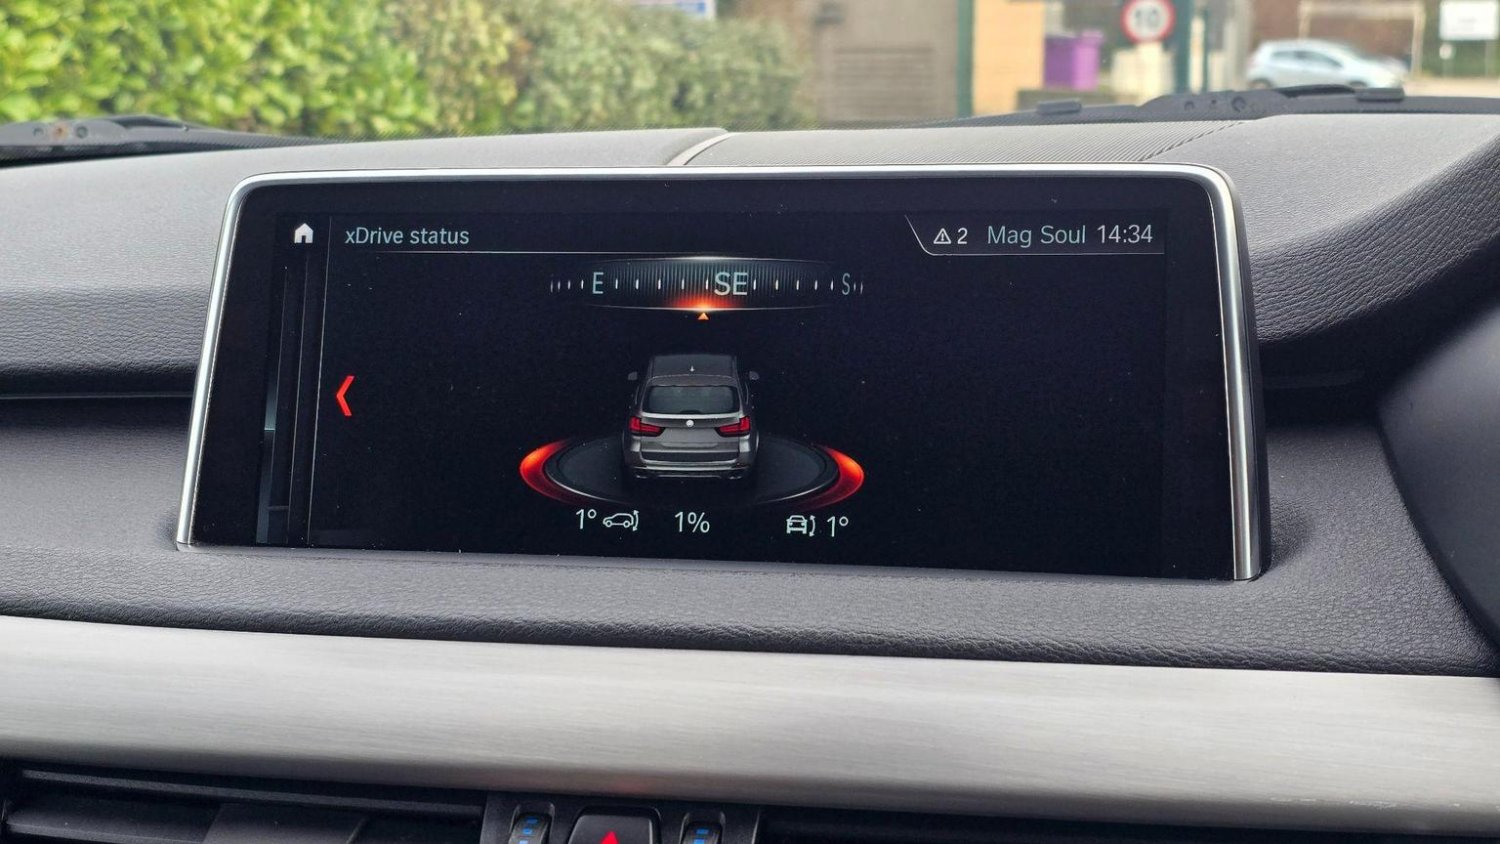 10
xDrive status
2 Mag Soul 14:34
E SE S
1° 1% 1°